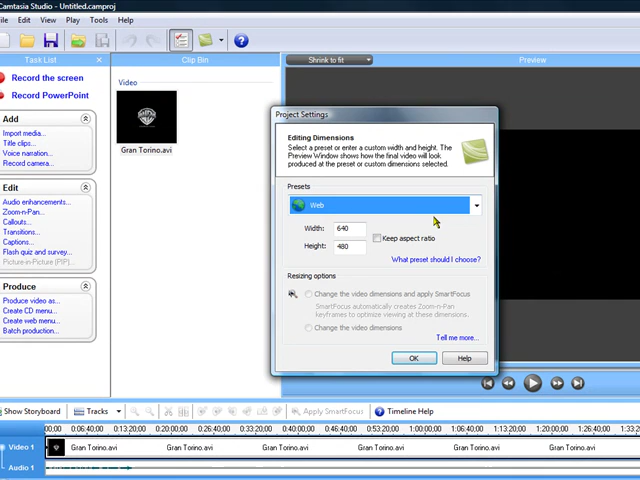 Camtasia Studio - Untitled.camproj
File Edit View Play Tools Help
Task List
Clip Bin
Shrink to fit
Preview
Record the screen
Record PowerPoint
Add
Import media...
Title clips...
Voice narration...
Record camera...
Edit
Audio enhancements...
Zoom-n-Pan...
Callouts...
Transitions...
Captions...
Flash quiz and survey...
Picture-in-Picture (PIP)...
Produce
Produce video as...
Create CD menu...
Create web menu...
Batch production...
Video
Gran Torino.avi
Project Settings
Editing Dimensions
Select a preset or enter a custom width and height. The
Preview Window shows how the final video will look
produced at the preset or custom dimensions selected.
Presets
Web
Width: 640
Height: 480
Keep aspect ratio
What preset should I choose?
Resizing options
Change the video dimensions and apply SmartFocus
SmartFocus automatically creates Zoom-n-Pan
keyframes to optimize viewing at these dimensions.
Change the video dimensions
Tell me more...
OK Help
Show Storyboard Tracks Apply SmartFocus Timeline Help
00;00 0:06:40;00 0:13:20;00 0:20:00;00 0:26:40;00 0:33:20;00 0:40:00;00 0:46:40;00 0:53:20;00 1:00:00;00 1:06:40;00 1:13:20;00 1:20:00;00 1:26:40;00 1:33:2
Video 1 Gran Torino.avi Gran Torino.avi Gran Torino.avi Gran Torino.avi Gran Torino.avi Gran Torino.avi
Audio 1